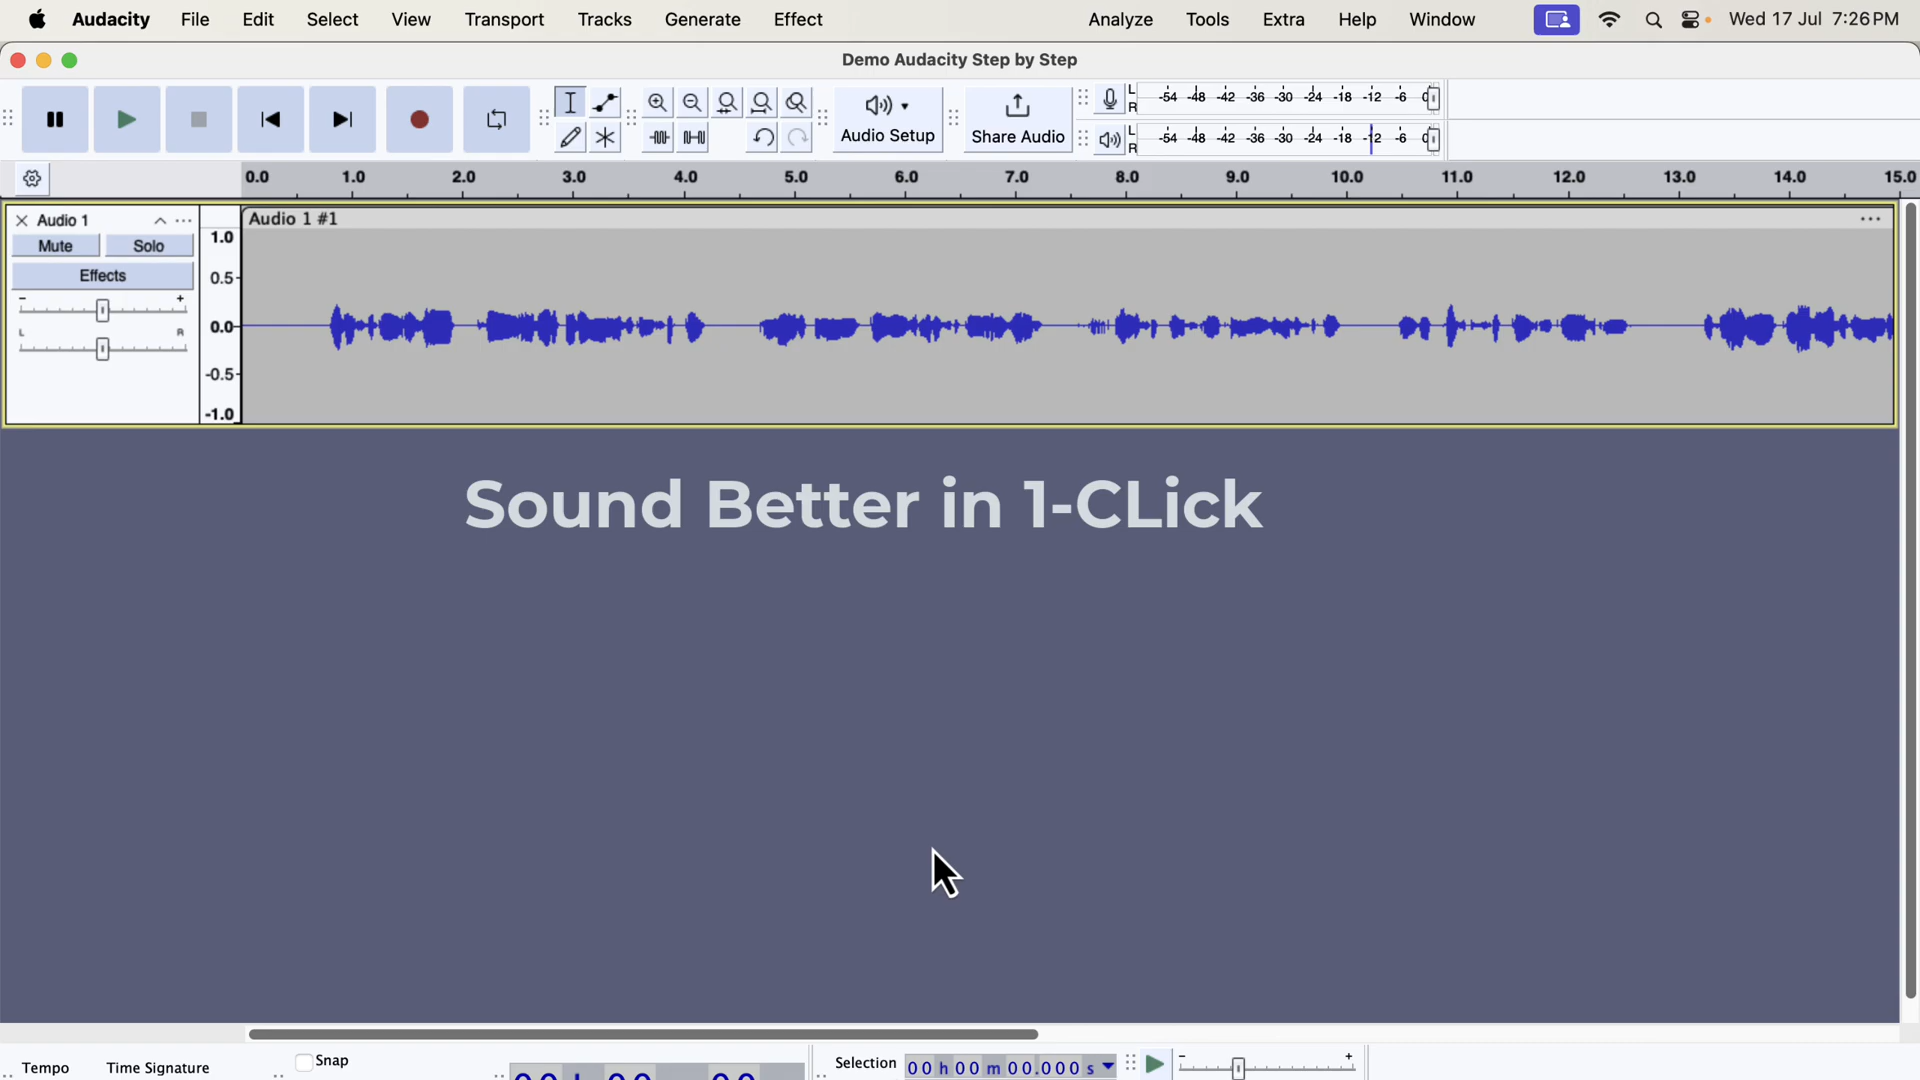 Audacity File Edit Select View Transport Tracks Generate Effect Analyze Tools Extra Help Window Wed 17 Jul 7:26 PM
Demo Audacity Step by Step
Audio Setup
Share Audio
L
R
-54 -48 -42 -36 -30 -24 -18 -12 -6 0
L
R
-54 -48 -42 -36 -30 -24 -18 -12 -6 0
0.0 1.0 2.0 3.0 4.0 5.0 6.0 7.0 8.0 9.0 10.0 11.0 12.0 13.0 14.0 15.0
Audio 1
Mute Solo
Effects
- +
L R
1.0
0.5
0.0
-0.5
-1.0
Audio 1 #1
Sound Better in 1-CLick
Tempo Time Signature
Snap
Selection 00 h 00 m 00.000 s
- +